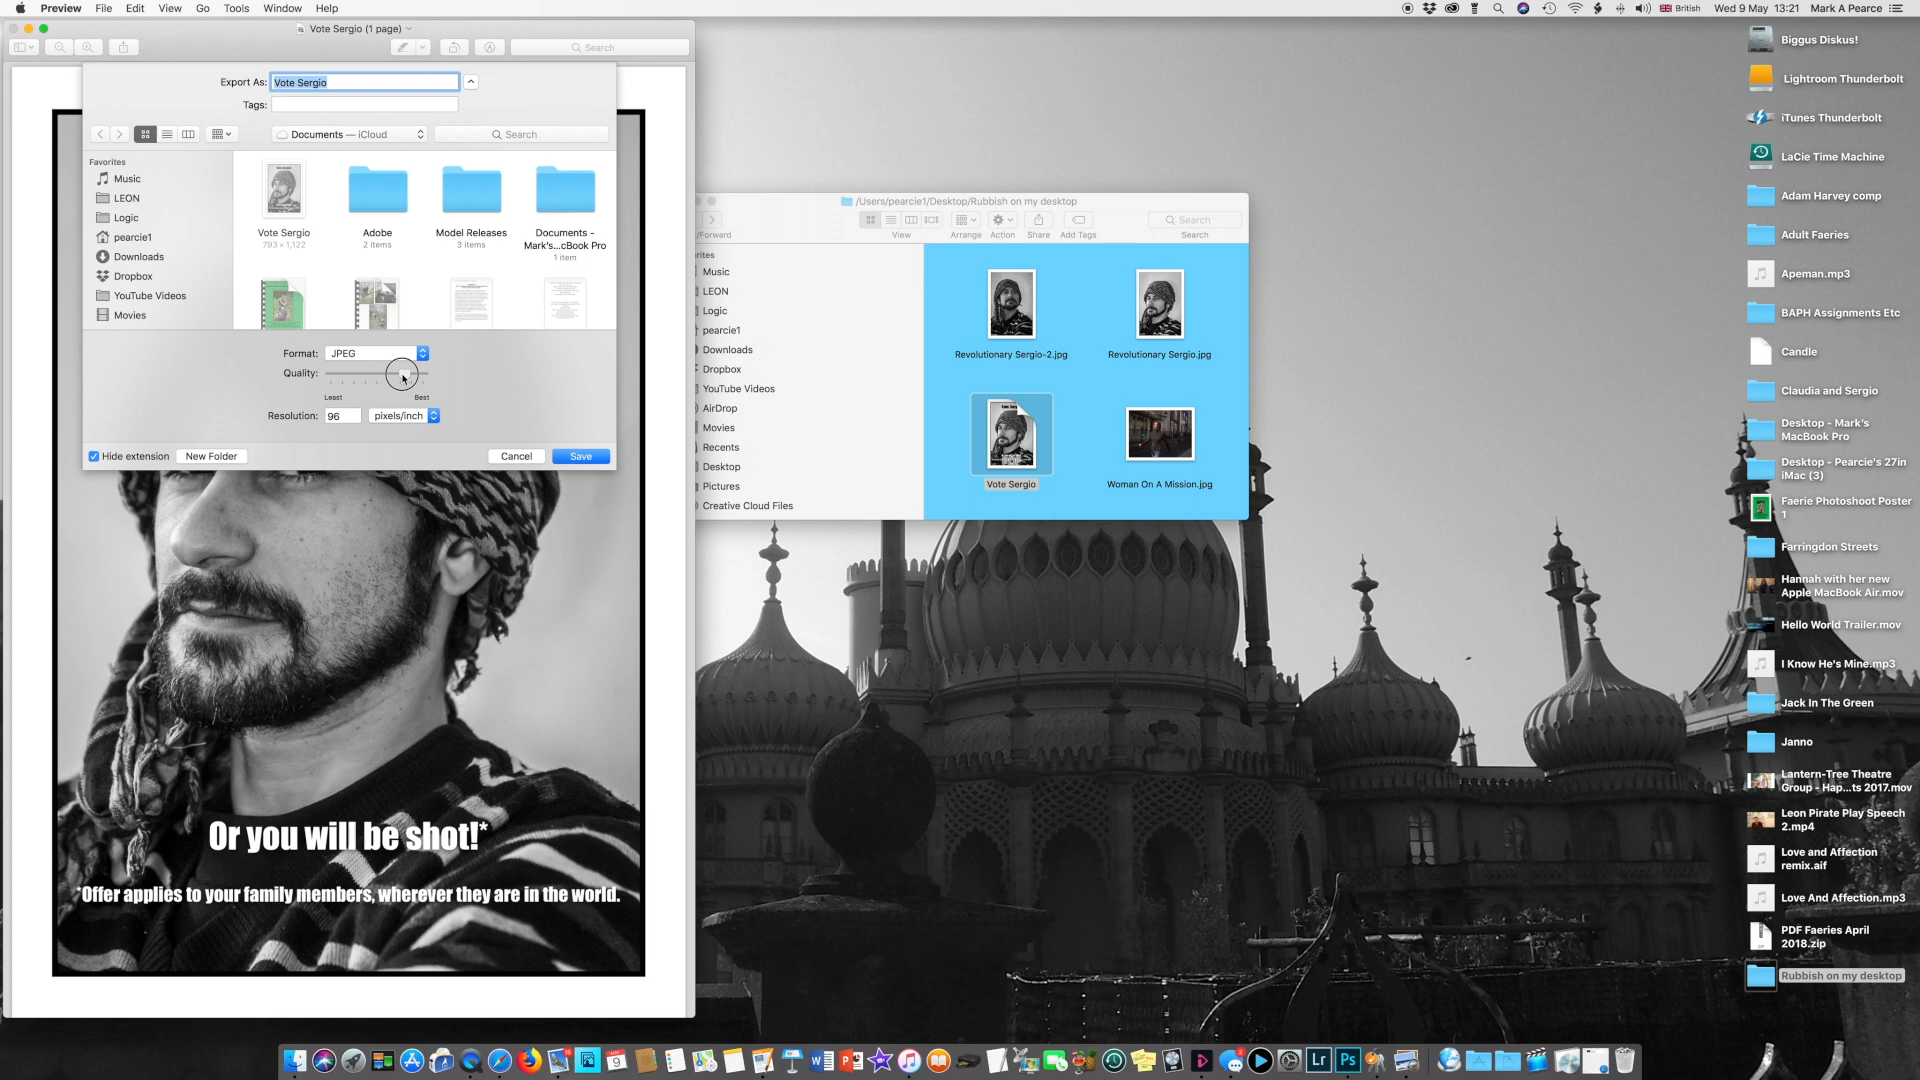 Preview File Edit View Go Tools Window Help
British Wed 9 May 13:21 Mark A Pearce
Vote Sergio (1 page)
Search
Export As: Vote Sergio
Tags:
Documents — iCloud
Search
Favorites
Music
LEON
Logic
pearcie1
Downloads
Dropbox
YouTube Videos
Movies
Vote Sergio
793 × 1,122
Adobe
2 items
Model Releases
3 items
Documents -
Mark's...cBook Pro
1 item
Format: JPEG
Quality:
Least Best
Resolution: 96 pixels/inch
Hide extension New Folder Cancel Save
Or you will be shot!*
*Offer applies to your family members, wherever they are in the world.
/Users/pearcie1/Desktop/Rubbish on my desktop
Search
/Forward View Arrange Action Share Add Tags Search
rites
Music
LEON
Logic
pearcie1
Downloads
Dropbox
YouTube Videos
AirDrop
Movies
Recents
Desktop
Pictures
Creative Cloud Files
Revolutionary Sergio-2.jpg
Revolutionary Sergio.jpg
Vote Sergio
Woman On A Mission.jpg
Biggus Diskus!
Lightroom Thunderbolt
iTunes Thunderbolt
LaCie Time Machine
Adam Harvey comp
Adult Faeries
Apeman.mp3
BAPH Assignments Etc
Candle
Claudia and Sergio
Desktop - Mark's
MacBook Pro
Desktop - Pearcie's 27in
iMac (3)
Faerie Photoshoot Poster
1
Farringdon Streets
Hannah with her new
Apple MacBook Air.mov
Hello World Trailer.mov
I Know He's Mine.mp3
Jack In The Green
Janno
Lantern-Tree Theatre
Group - Hap...ts 2017.mov
Leon Pirate Play Speech
2.mp4
Love and Affection
remix.aif
Love And Affection.mp3
PDF Faeries April
2018.zip
Rubbish on my desktop
9
Lr
Ps